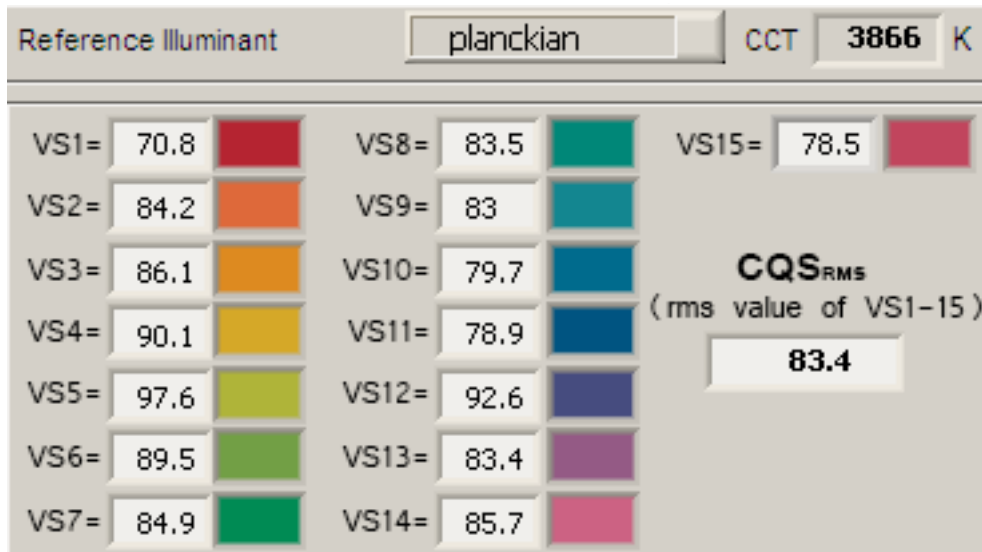 Reference Illuminant planckian CCT 3866 K
VS1= 70.8 VS8= 83.5 VS15= 78.5
VS2= 84.2 VS9= 83
VS3= 86.1 VS10= 79.7 CQSRMS
(rms value of VS1-15)
VS4= 90.1 VS11= 78.9
83.4
VS5= 97.6 VS12= 92.6
VS6= 89.5 VS13= 83.4
VS7= 84.9 VS14= 85.7